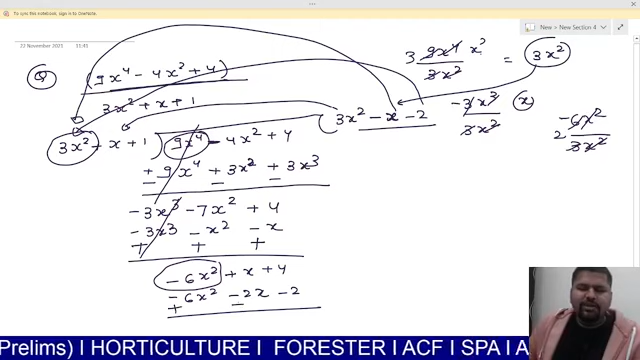 To sync this notebook, sign in to OneNote.
New Section 4
22 November 2021 11:41
Q (9x⁴ - 4x² + 4)
3x² + x + 1
3x² - x + 1 ) 9x⁴ - 4x² + 4 ( 3x² - x - 2
+ 9x⁴ + 3x² + 3x³
- - -
- 3x³ - 7x² + 4
- 3x³ - x² - x
+ + +
- 6x² + x + 4
- 6x² - 2x - 2
+ -
3 9x⁴ x² = 3x²
3x²
- 3x³ x
3x²
- 6x²
2 3x²
Prelims) I HORTICULTURE I FORESTER I ACF I SPA I A